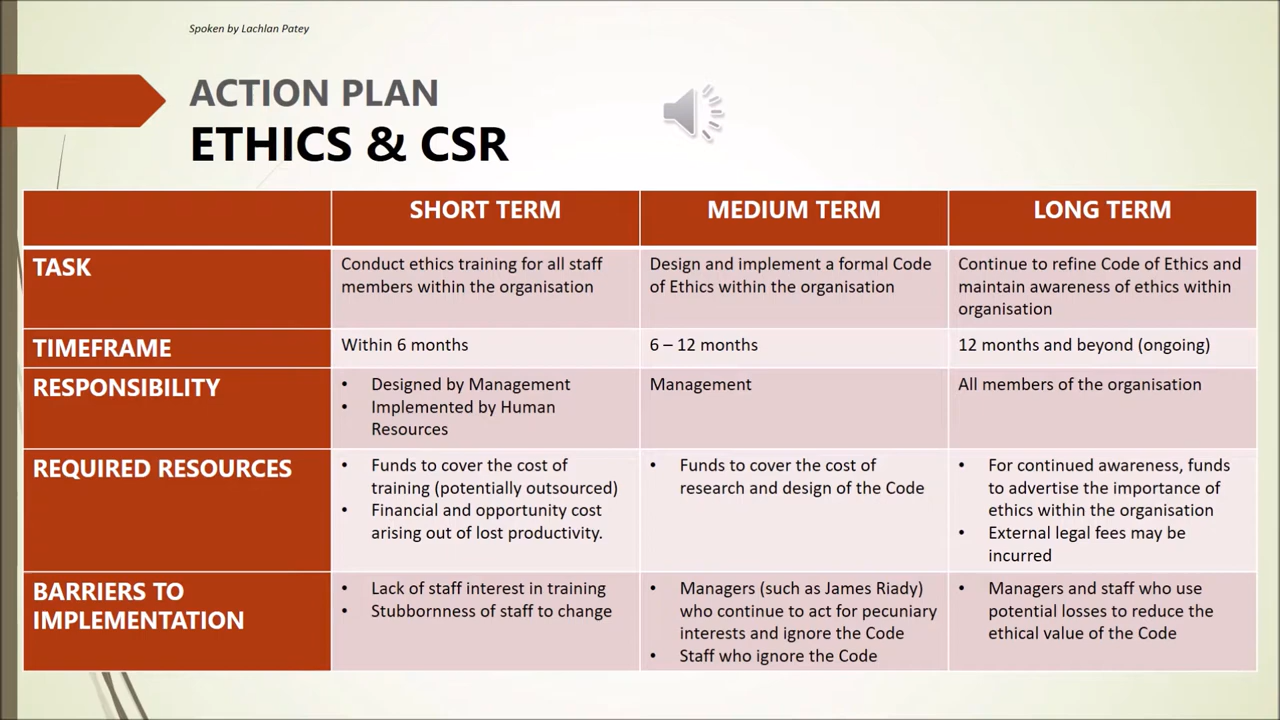 Spoken by Lachlan Patey
ACTION PLAN
ETHICS & CSR
SHORT TERM
MEDIUM TERM
LONG TERM
TASK
Conduct ethics training for all staff
members within the organisation
Design and implement a formal Code
of Ethics within the organisation
Continue to refine Code of Ethics and
maintain awareness of ethics within
organisation
TIMEFRAME
Within 6 months
6 – 12 months
12 months and beyond (ongoing)
RESPONSIBILITY
• Designed by Management
• Implemented by Human
Resources
Management
All members of the organisation
REQUIRED RESOURCES
• Funds to cover the cost of
training (potentially outsourced)
• Financial and opportunity cost
arising out of lost productivity.
• Funds to cover the cost of
research and design of the Code
• For continued awareness, funds
to advertise the importance of
ethics within the organisation
• External legal fees may be
incurred
BARRIERS TO
IMPLEMENTATION
• Lack of staff interest in training
• Stubbornness of staff to change
• Managers (such as James Riady)
who continue to act for pecuniary
interests and ignore the Code
• Staff who ignore the Code
• Managers and staff who use
potential losses to reduce the
ethical value of the Code